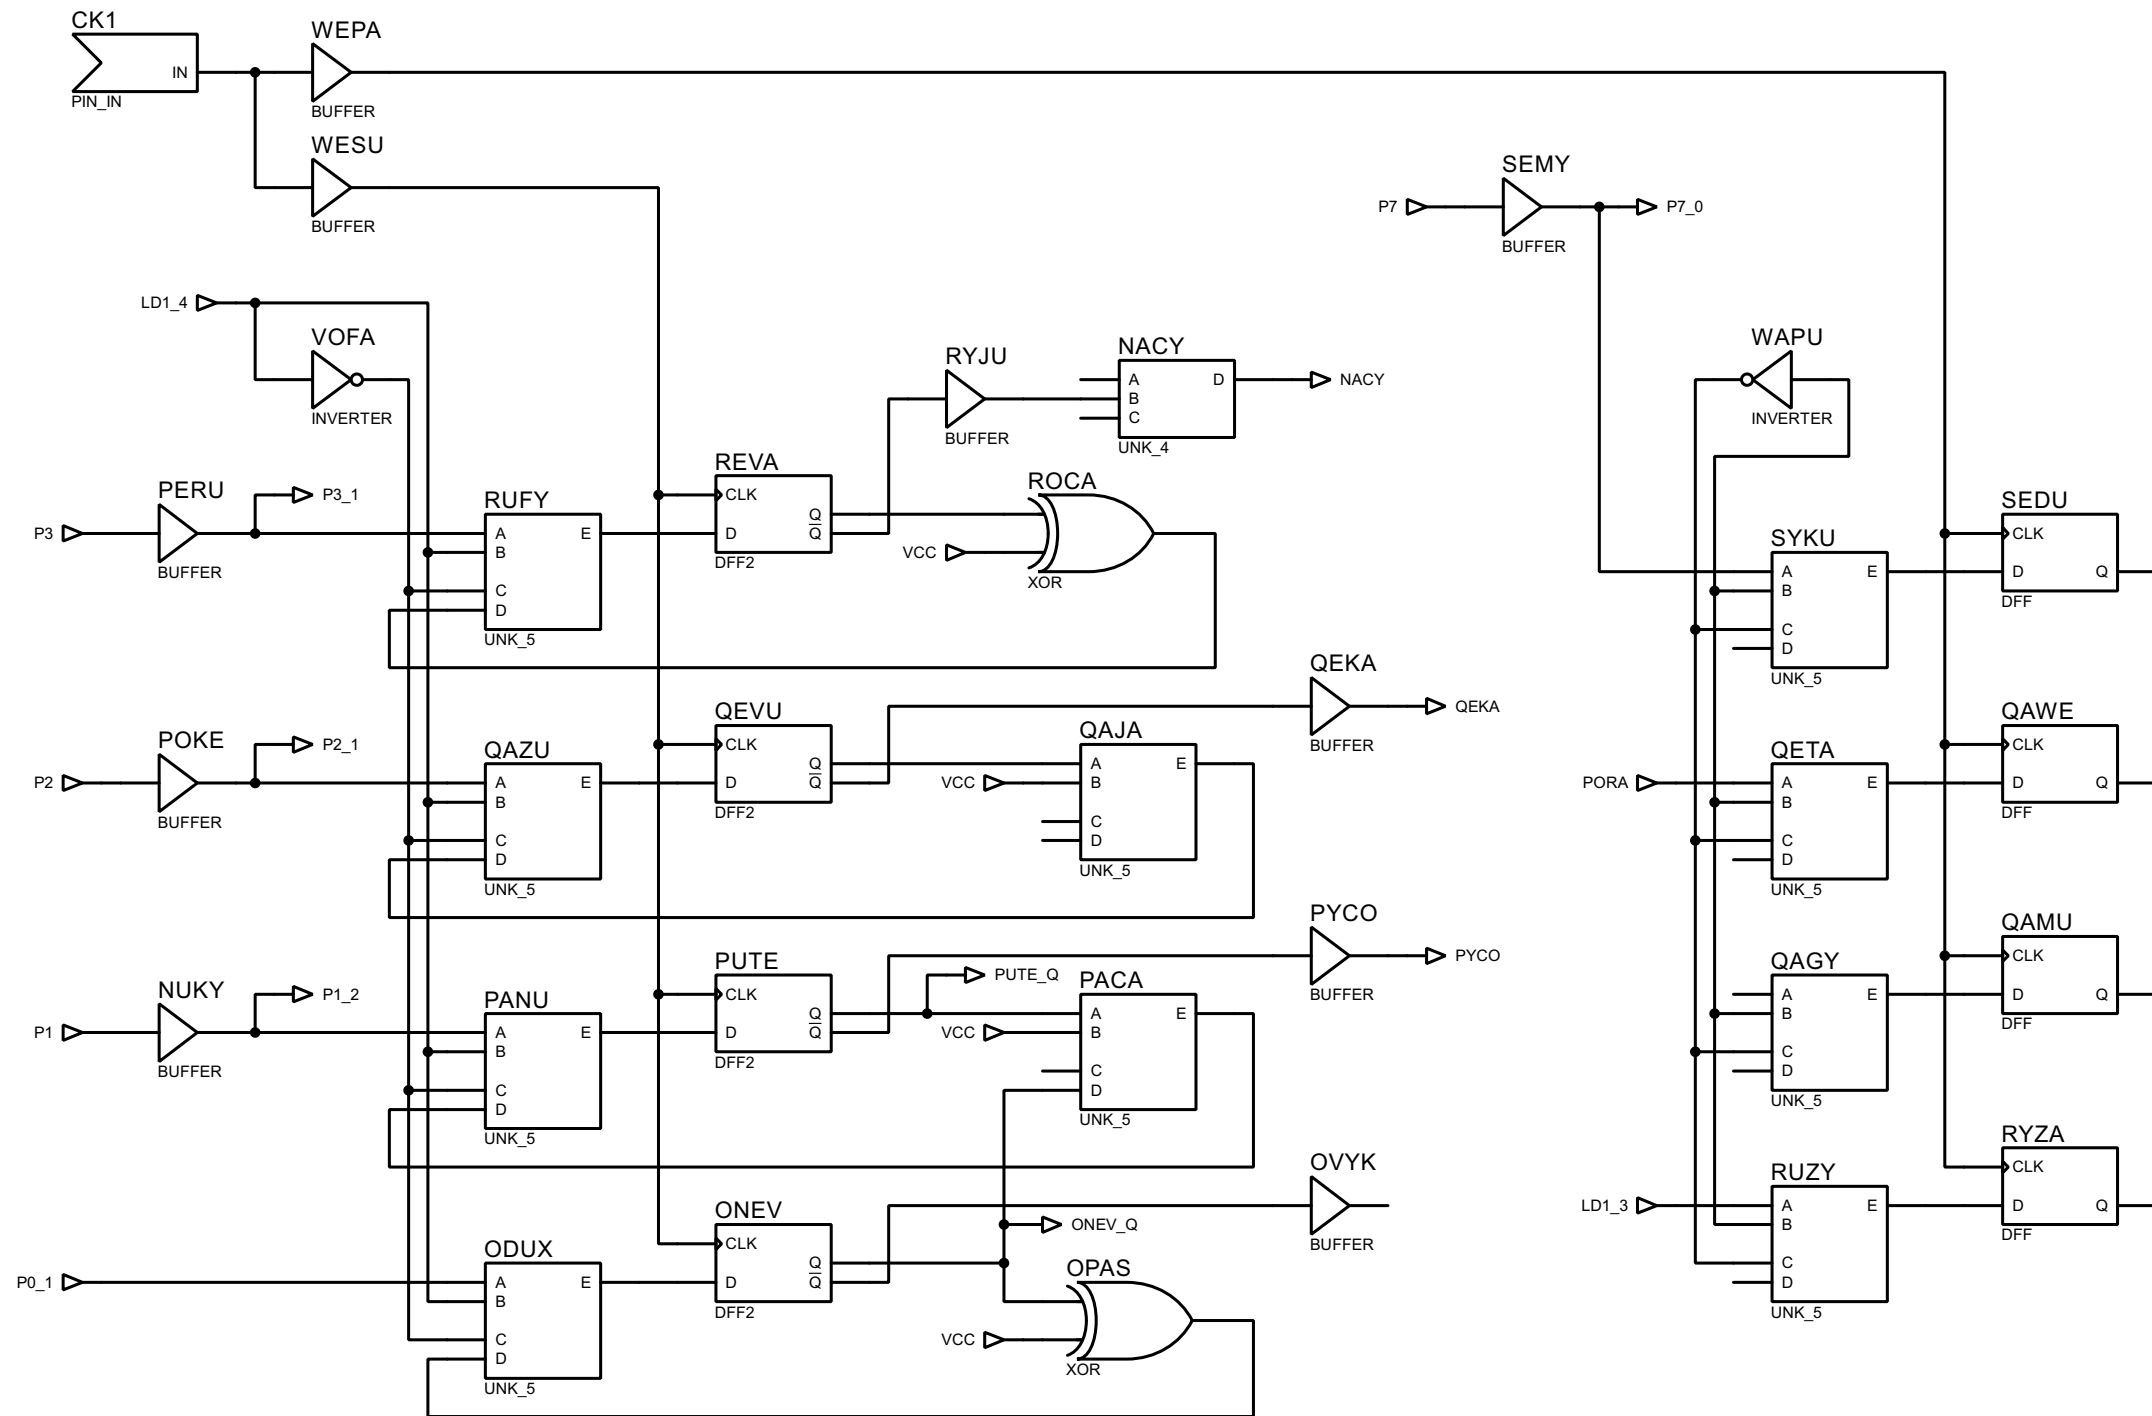 CK1
IN
PIN_IN
WEPA
BUFFER
WESU
BUFFER
LD1_4
VOFA
INVERTER
P3
PERU
BUFFER
P3_1
RUFY
A
B
C
D
E
UNK_5
REVA
CLK
D
Q
Q
DFF2
RYJU
BUFFER
NACY
A
B
C
D
UNK_4
NACY
ROCA
VCC
XOR
P2
POKE
BUFFER
P2_1
QAZU
A
B
C
D
E
UNK_5
QEVU
CLK
D
Q
Q
DFF2
QEKA
BUFFER
QEKA
QAJA
VCC
A
B
C
D
E
UNK_5
P1
NUKY
BUFFER
P1_2
PANU
A
B
C
D
E
UNK_5
PUTE
CLK
D
Q
Q
DFF2
PUTE_Q
PYCO
BUFFER
PYCO
PACA
VCC
A
B
C
D
E
UNK_5
P0_1
ODUX
A
B
C
D
E
UNK_5
ONEV
CLK
D
Q
Q
DFF2
ONEV_Q
OVYK
BUFFER
OPAS
VCC
XOR
P7
SEMY
BUFFER
P7_0
WAPU
INVERTER
SYKU
A
B
C
D
E
UNK_5
SEDU
CLK
D
Q
DFF
PORA
QETA
A
B
C
D
E
UNK_5
QAWE
CLK
D
Q
DFF
QAGY
A
B
C
D
E
UNK_5
QAMU
CLK
D
Q
DFF
LD1_3
RUZY
A
B
C
D
E
UNK_5
RYZA
CLK
D
Q
DFF